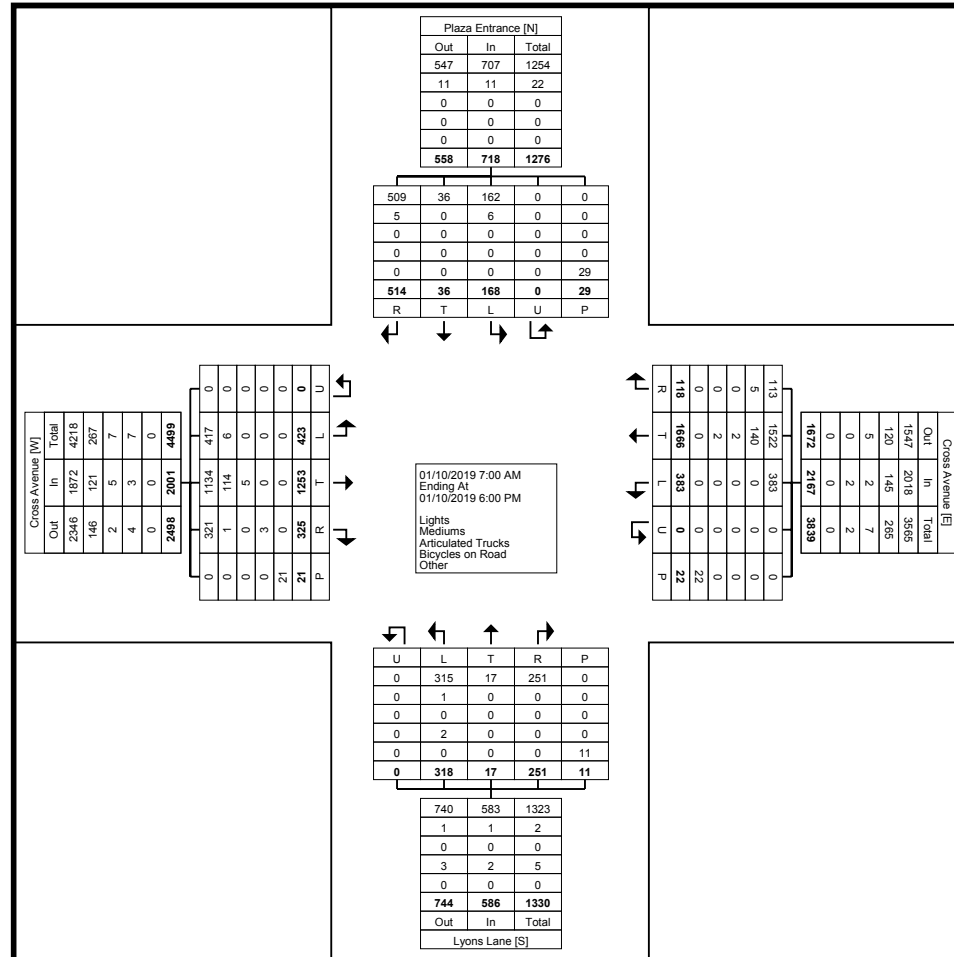 Plaza Entrance [N]
Out In Total
547 707 1254
11 11 22
0 0 0
0 0 0
0 0 0
558 718 1276
509 36 162 0 0
5 0 6 0 0
0 0 0 0 0
0 0 0 0 0
0 0 0 0 29
514 36 168 0 29
R T L U P
Cross Avenue [W]
Total 4218 267 7 7 0 4499
In 1872 121 5 3 0 2001
Out 2346 146 2 4 0 2498
0 0 0 0 0 0 U
417 6 0 0 0 423 L
1134 114 5 0 0 1253 T
321 1 0 3 0 325 R
0 0 0 0 21 21 P
01/10/2019 7:00 AM
Ending At
01/10/2019 6:00 PM
Lights
Mediums
Articulated Trucks
Bicycles on Road
Other
R 118 0 0 0 5 113
T 1666 0 2 2 140 1522
L 383 0 0 0 0 383
U 0 0 0 0 0 0
P 22 22 0 0 0 0
Cross Avenue [E]
Out 1547 120 5 0 0 1672
In 2018 145 2 2 0 2167
Total 3565 265 7 2 0 3839
U L T R P
0 315 17 251 0
0 1 0 0 0
0 0 0 0 0
0 2 0 0 0
0 0 0 0 11
0 318 17 251 11
740 583 1323
1 1 2
0 0 0
3 2 5
0 0 0
744 586 1330
Out In Total
Lyons Lane [S]